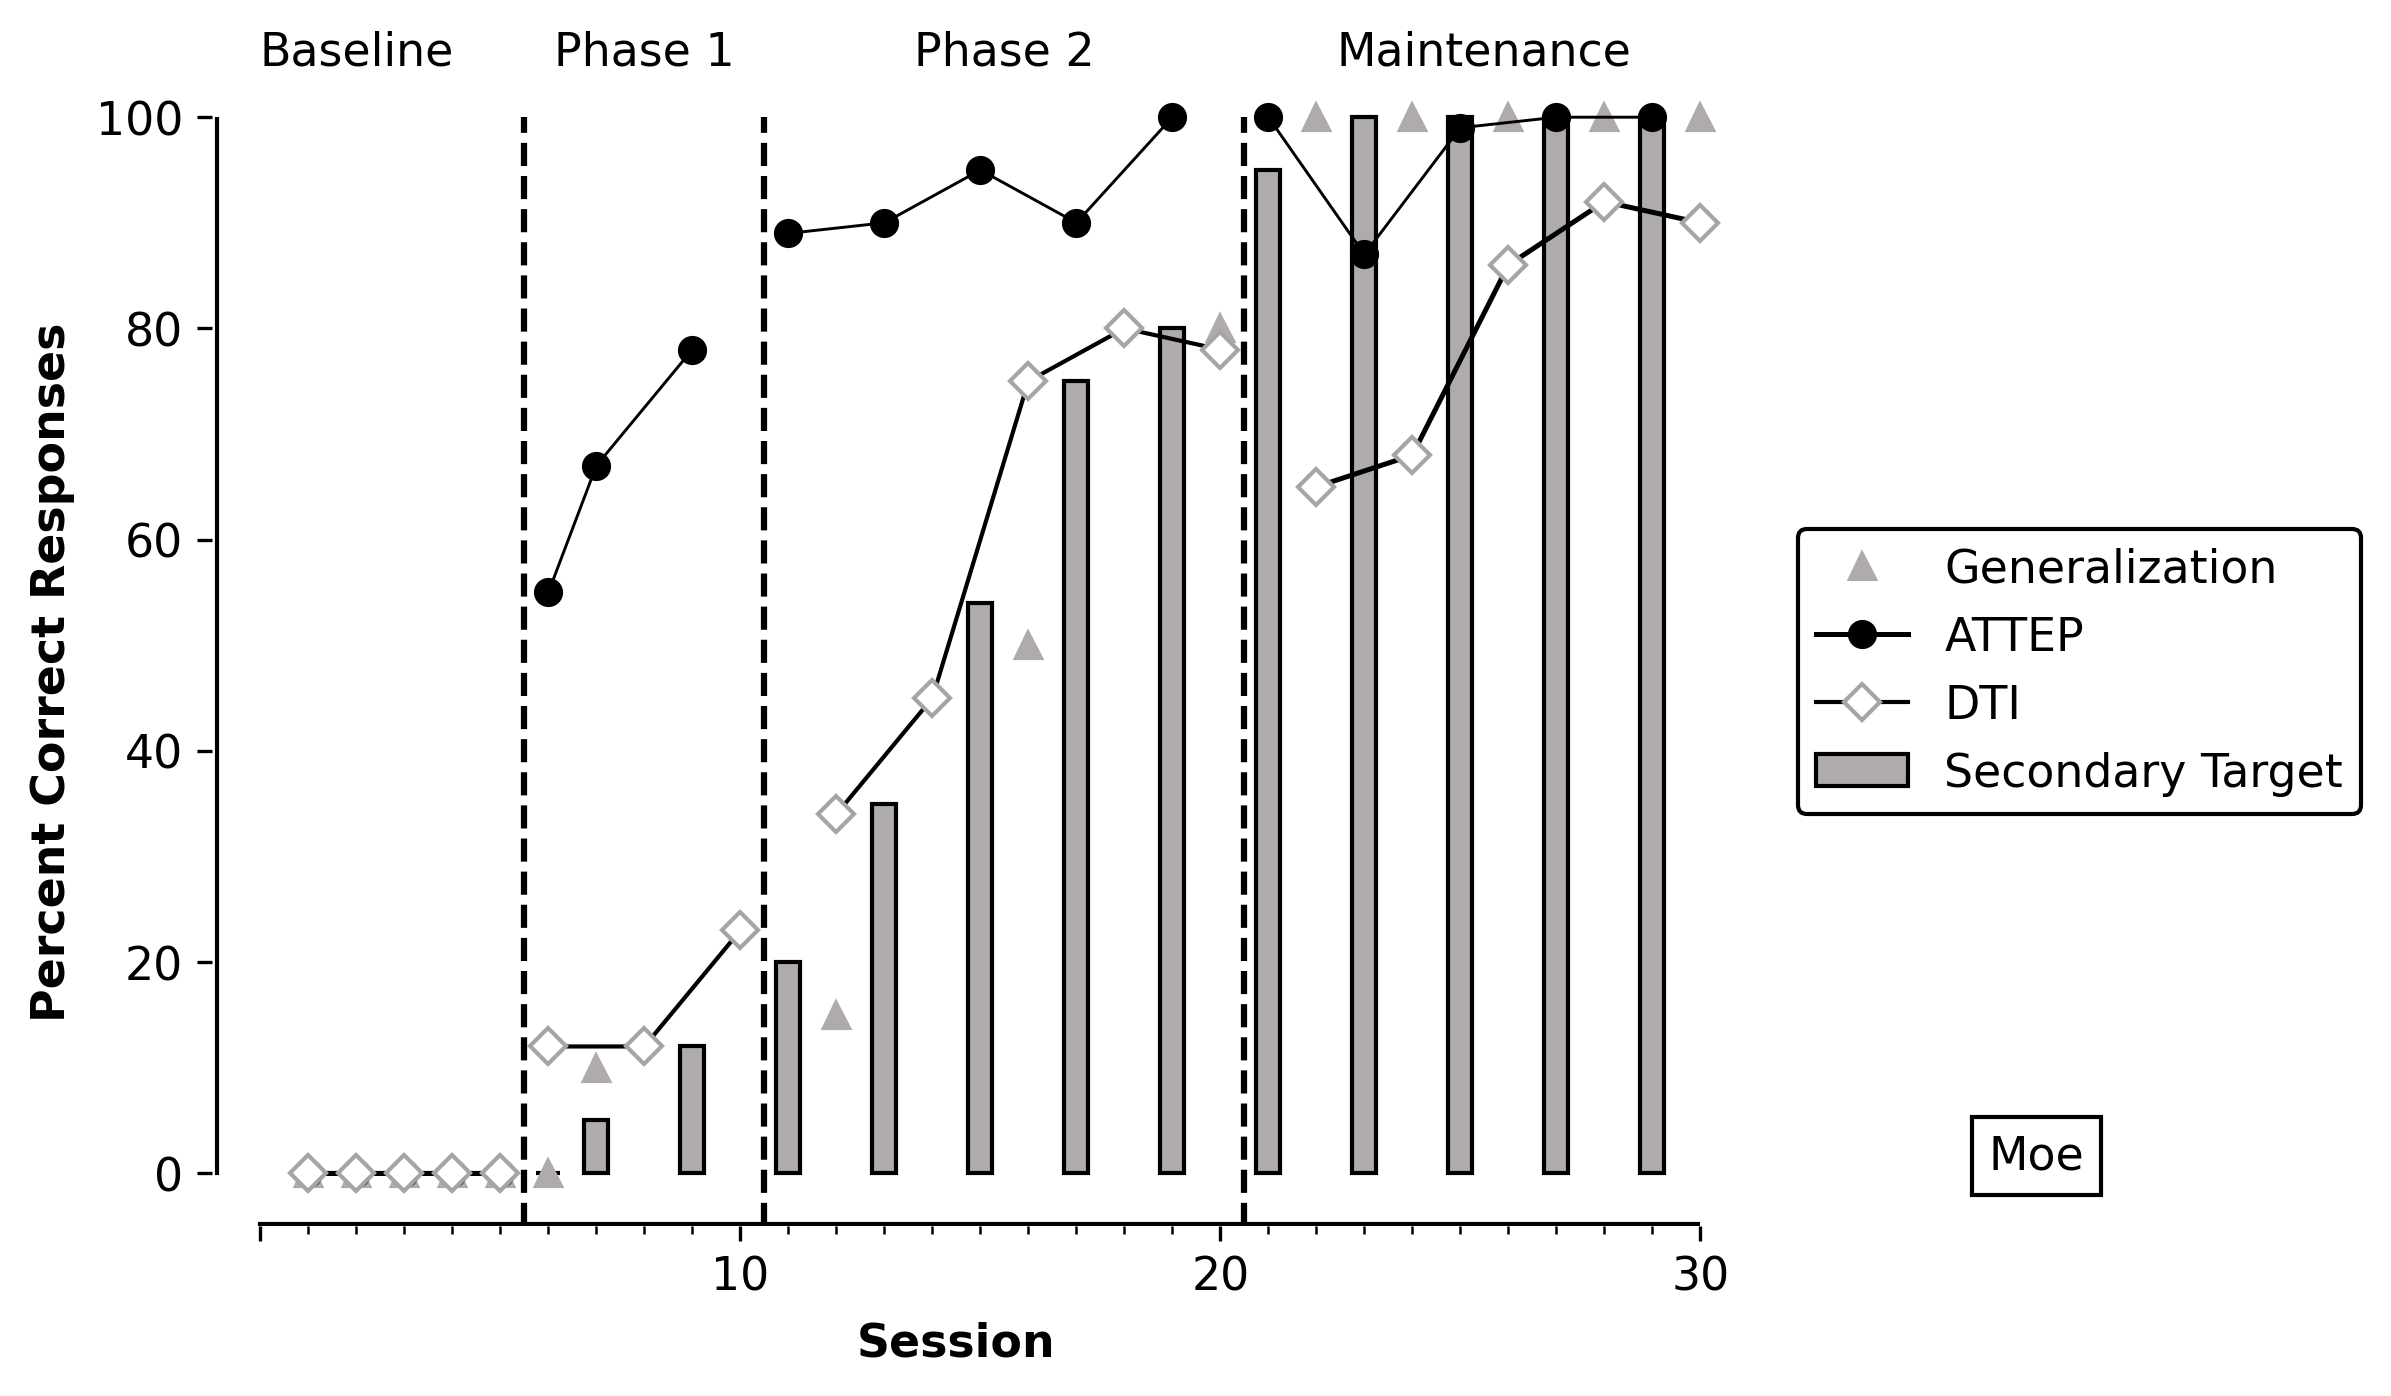 Baseline Phase 1 Phase 2 Maintenance
100
80
60
40
20
0
Percent Correct Responses
10 20 30
Session
Generalization
ATTEP
DTI
Secondary Target
Moe